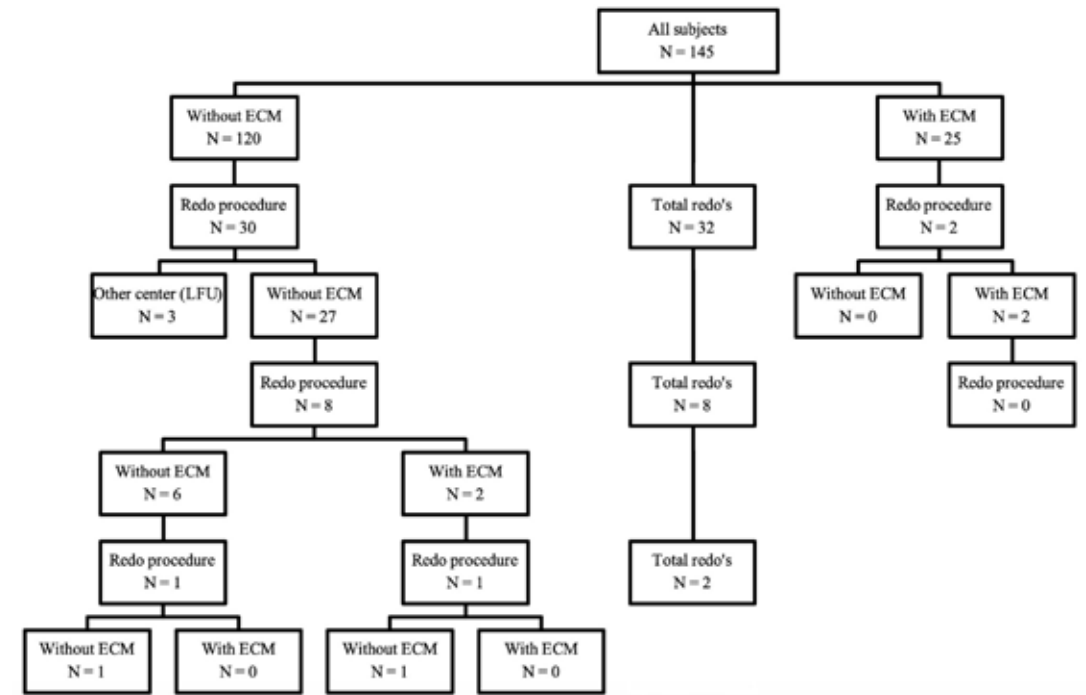 All subjects
N = 145
Without ECM
N = 120
With ECM
N = 25
Redo procedure
N = 30
Total redo's
N = 32
Redo procedure
N = 2
Other center (LFU)
N = 3
Without ECM
N = 27
Without ECM
N = 0
With ECM
N = 2
Redo procedure
N = 8
Total redo's
N = 8
Redo procedure
N = 0
Without ECM
N = 6
With ECM
N = 2
Redo procedure
N = 1
Redo procedure
N = 1
Total redo's
N = 2
Without ECM
N = 1
With ECM
N = 0
Without ECM
N = 1
With ECM
N = 0